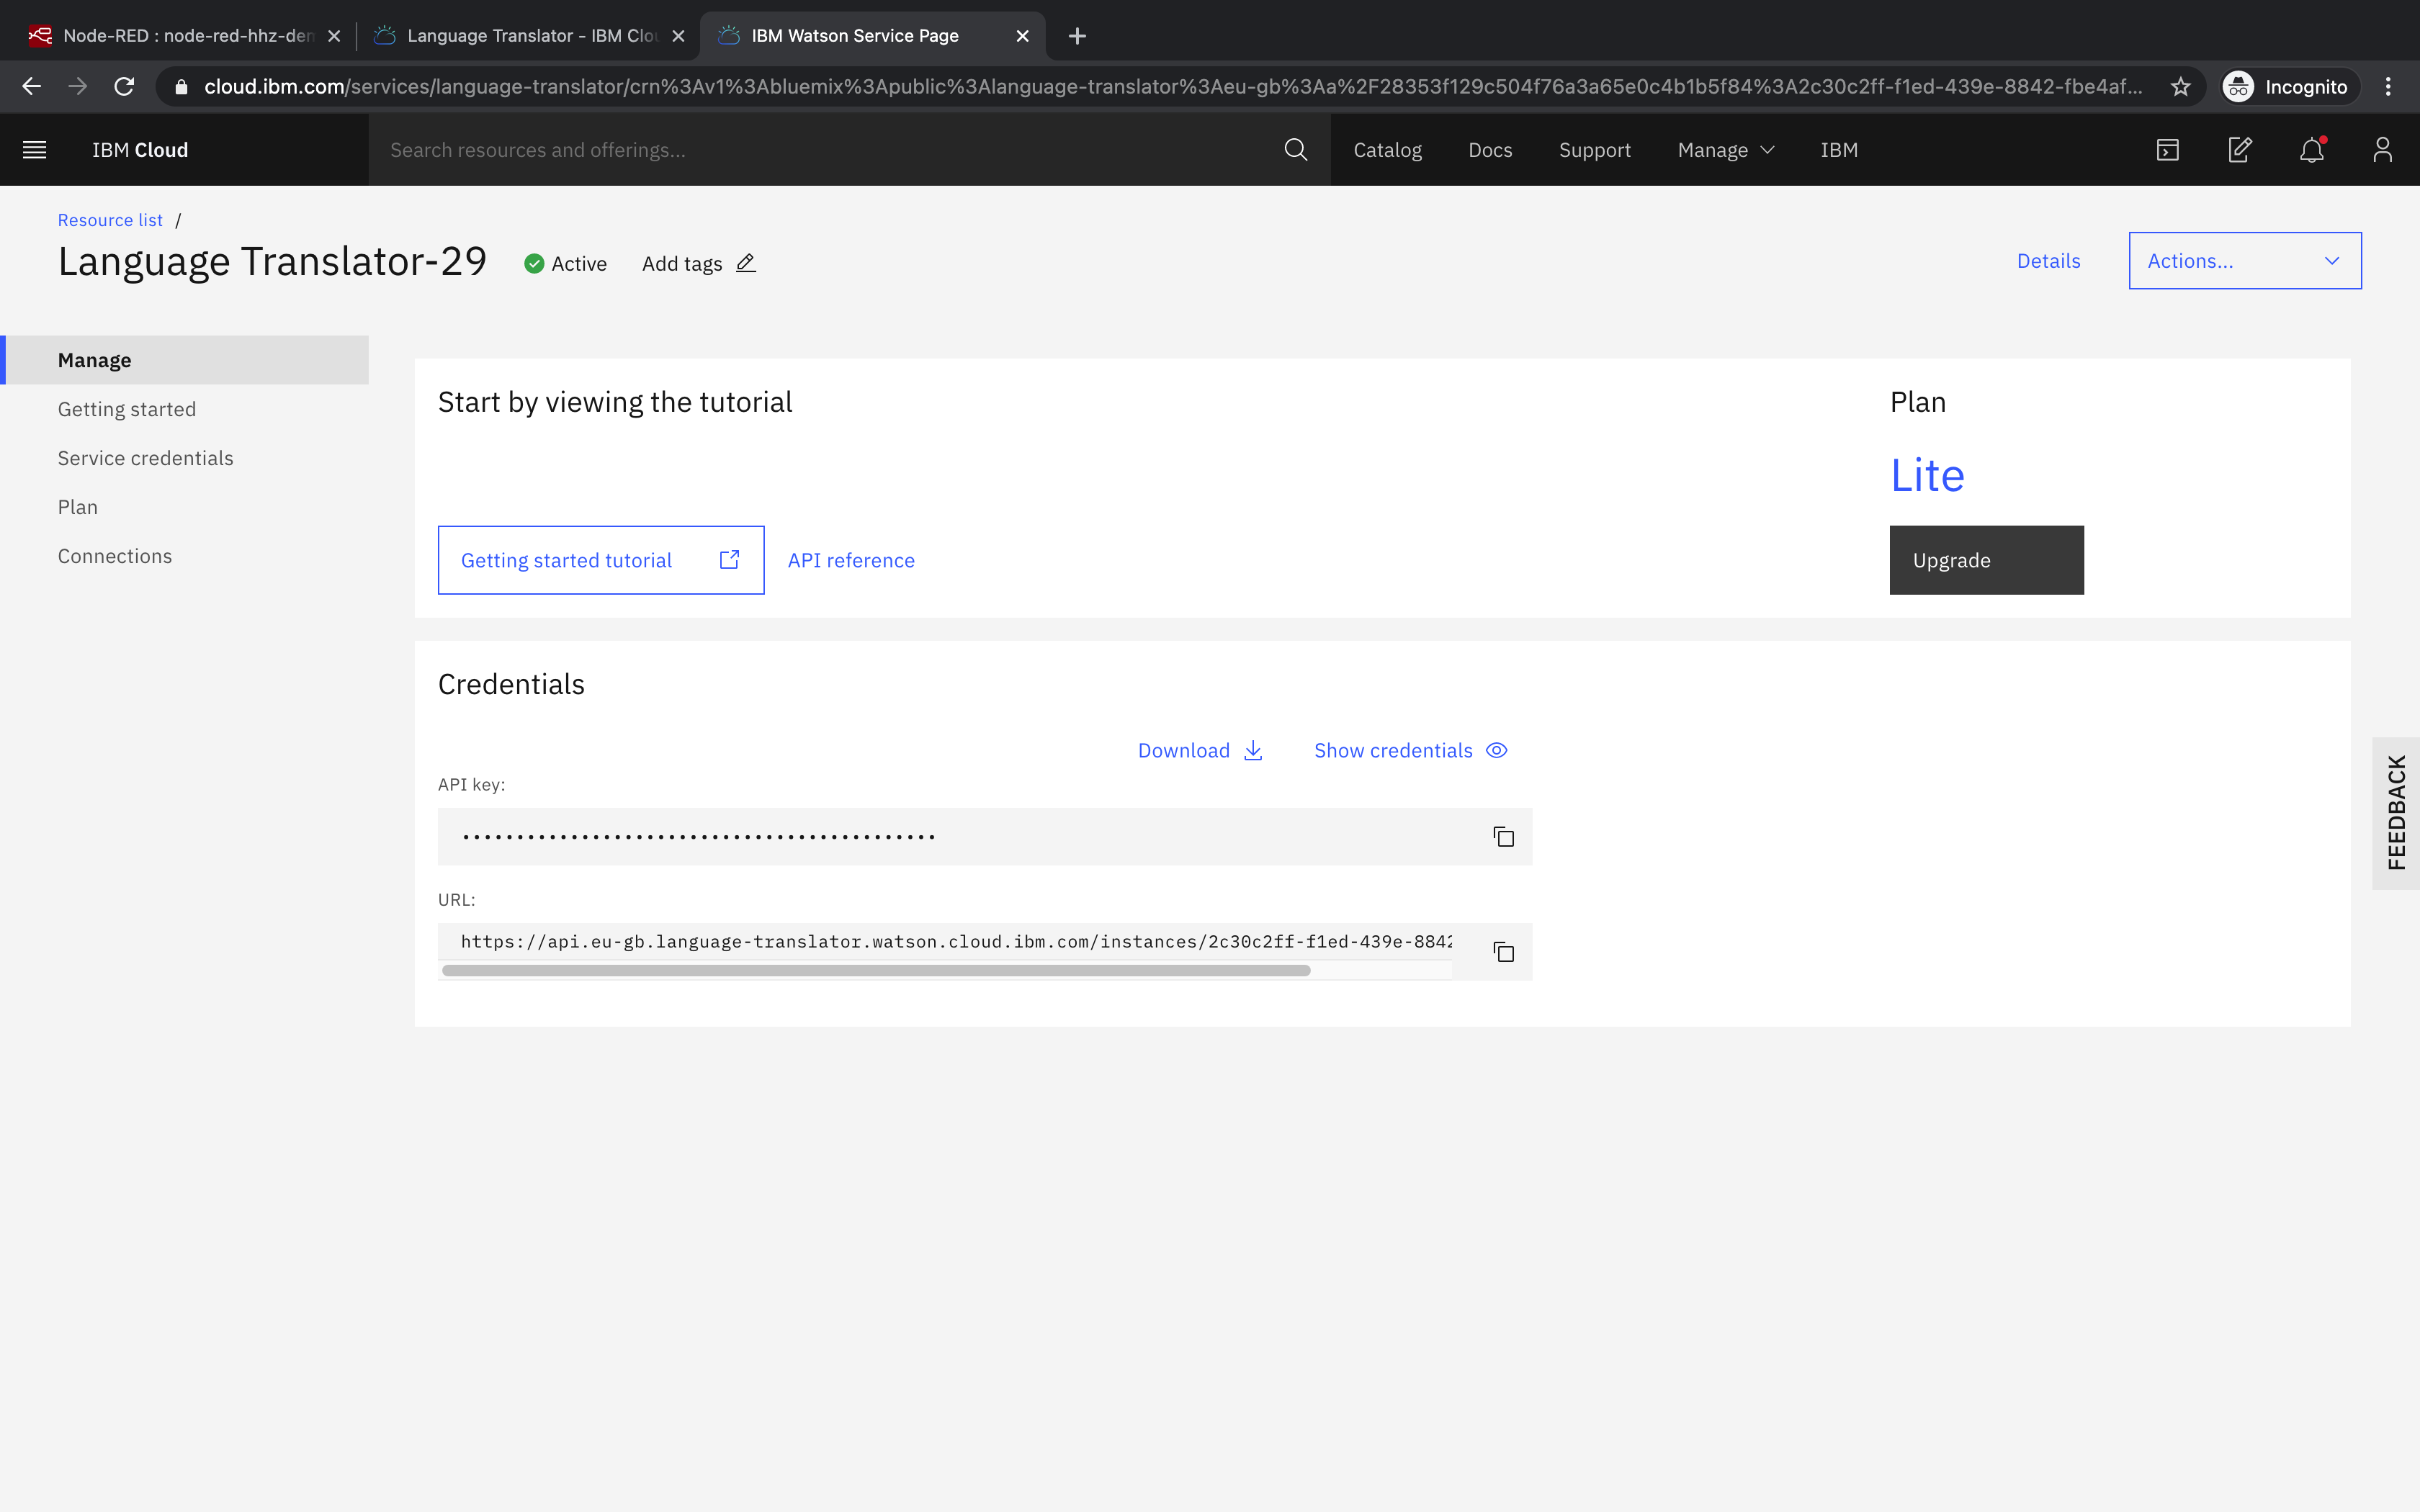 Node-RED : node-red-hhz-den
Language Translator - IBM Clou
IBM Watson Service Page
cloud.ibm.com/services/language-translator/crn%3Av1%3Abluemix%3Apublic%3Alanguage-translator%3Aeu-gb%3Aa%2F28353f129c504f76a3a65e0c4b1b5f84%3A2c30c2ff-f1ed-439e-8842-fbe4af...
Incognito
IBM Cloud
Search resources and offerings...
Catalog
Docs
Support
Manage
IBM
Resource list /
Language Translator-29
Active
Add tags
Details
Actions...
Manage
Getting started
Service credentials
Plan
Connections
Start by viewing the tutorial
Getting started tutorial
API reference
Plan
Lite
Upgrade
Credentials
Download
Show credentials
API key:
••••••••••••••••••••••••••••••••••••••••••••
URL:
https://api.eu-gb.language-translator.watson.cloud.ibm.com/instances/2c30c2ff-f1ed-439e-8842
FEEDBACK